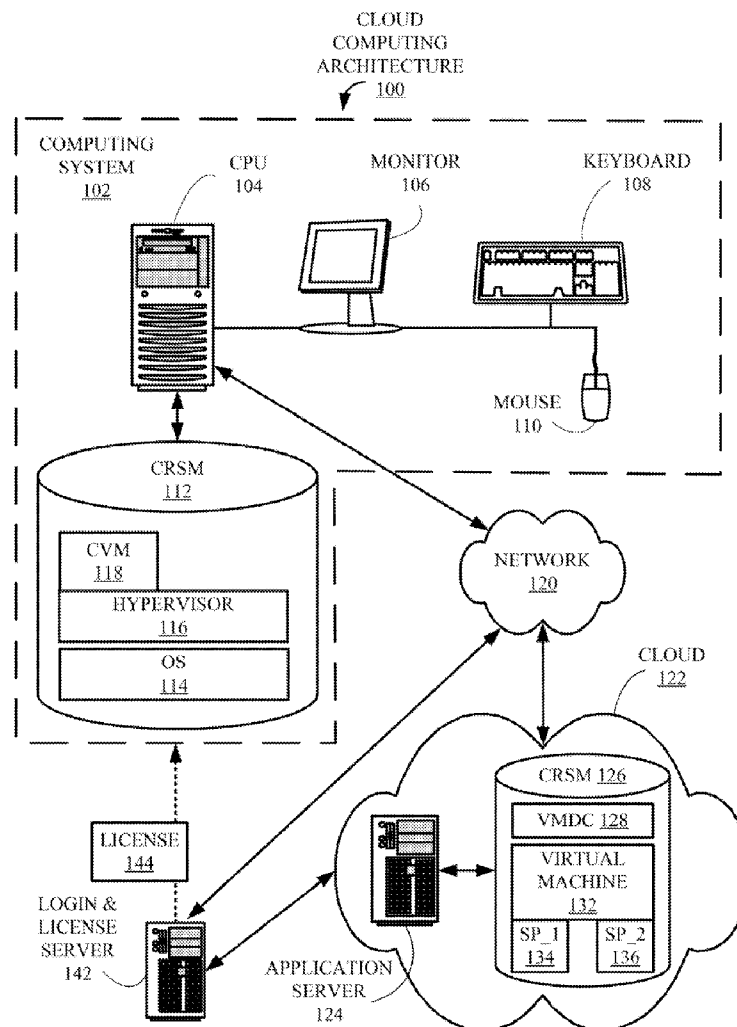 CLOUD
COMPUTING
ARCHITECTURE
100
COMPUTING
SYSTEM
102
CPU
104
MONITOR
106
KEYBOARD
108
MOUSE
110
CRSM
112
CVM
118
HYPERVISOR
116
OS
114
NETWORK
120
CLOUD
122
CRSM 126
VMDC 128
VIRTUAL
MACHINE
132
SP_1
134
SP_2
136
LICENSE
144
LOGIN &
LICENSE
SERVER
142
APPLICATION
SERVER
124